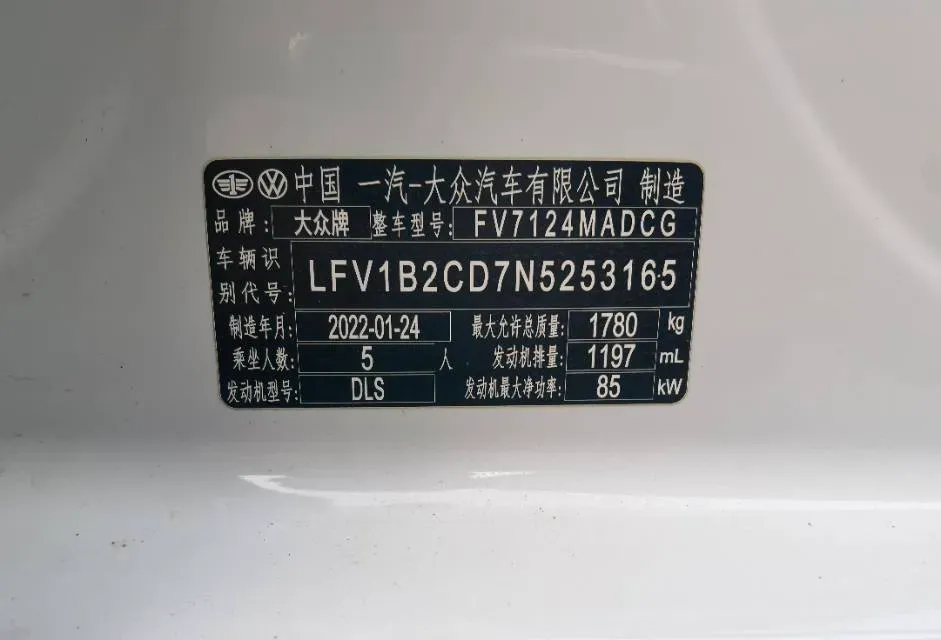 中国 一汽-大众汽车有限公司 制造
品牌: 大众牌 整车型号: FV7124MADCG
车辆识别代号: LFV1B2CD7N5253165
制造年月: 2022-01-24 最大允许总质量: 1780 kg
乘坐人数: 5 人 发动机排量: 1197 mL
发动机型号: DLS 发动机最大净功率: 85 kW